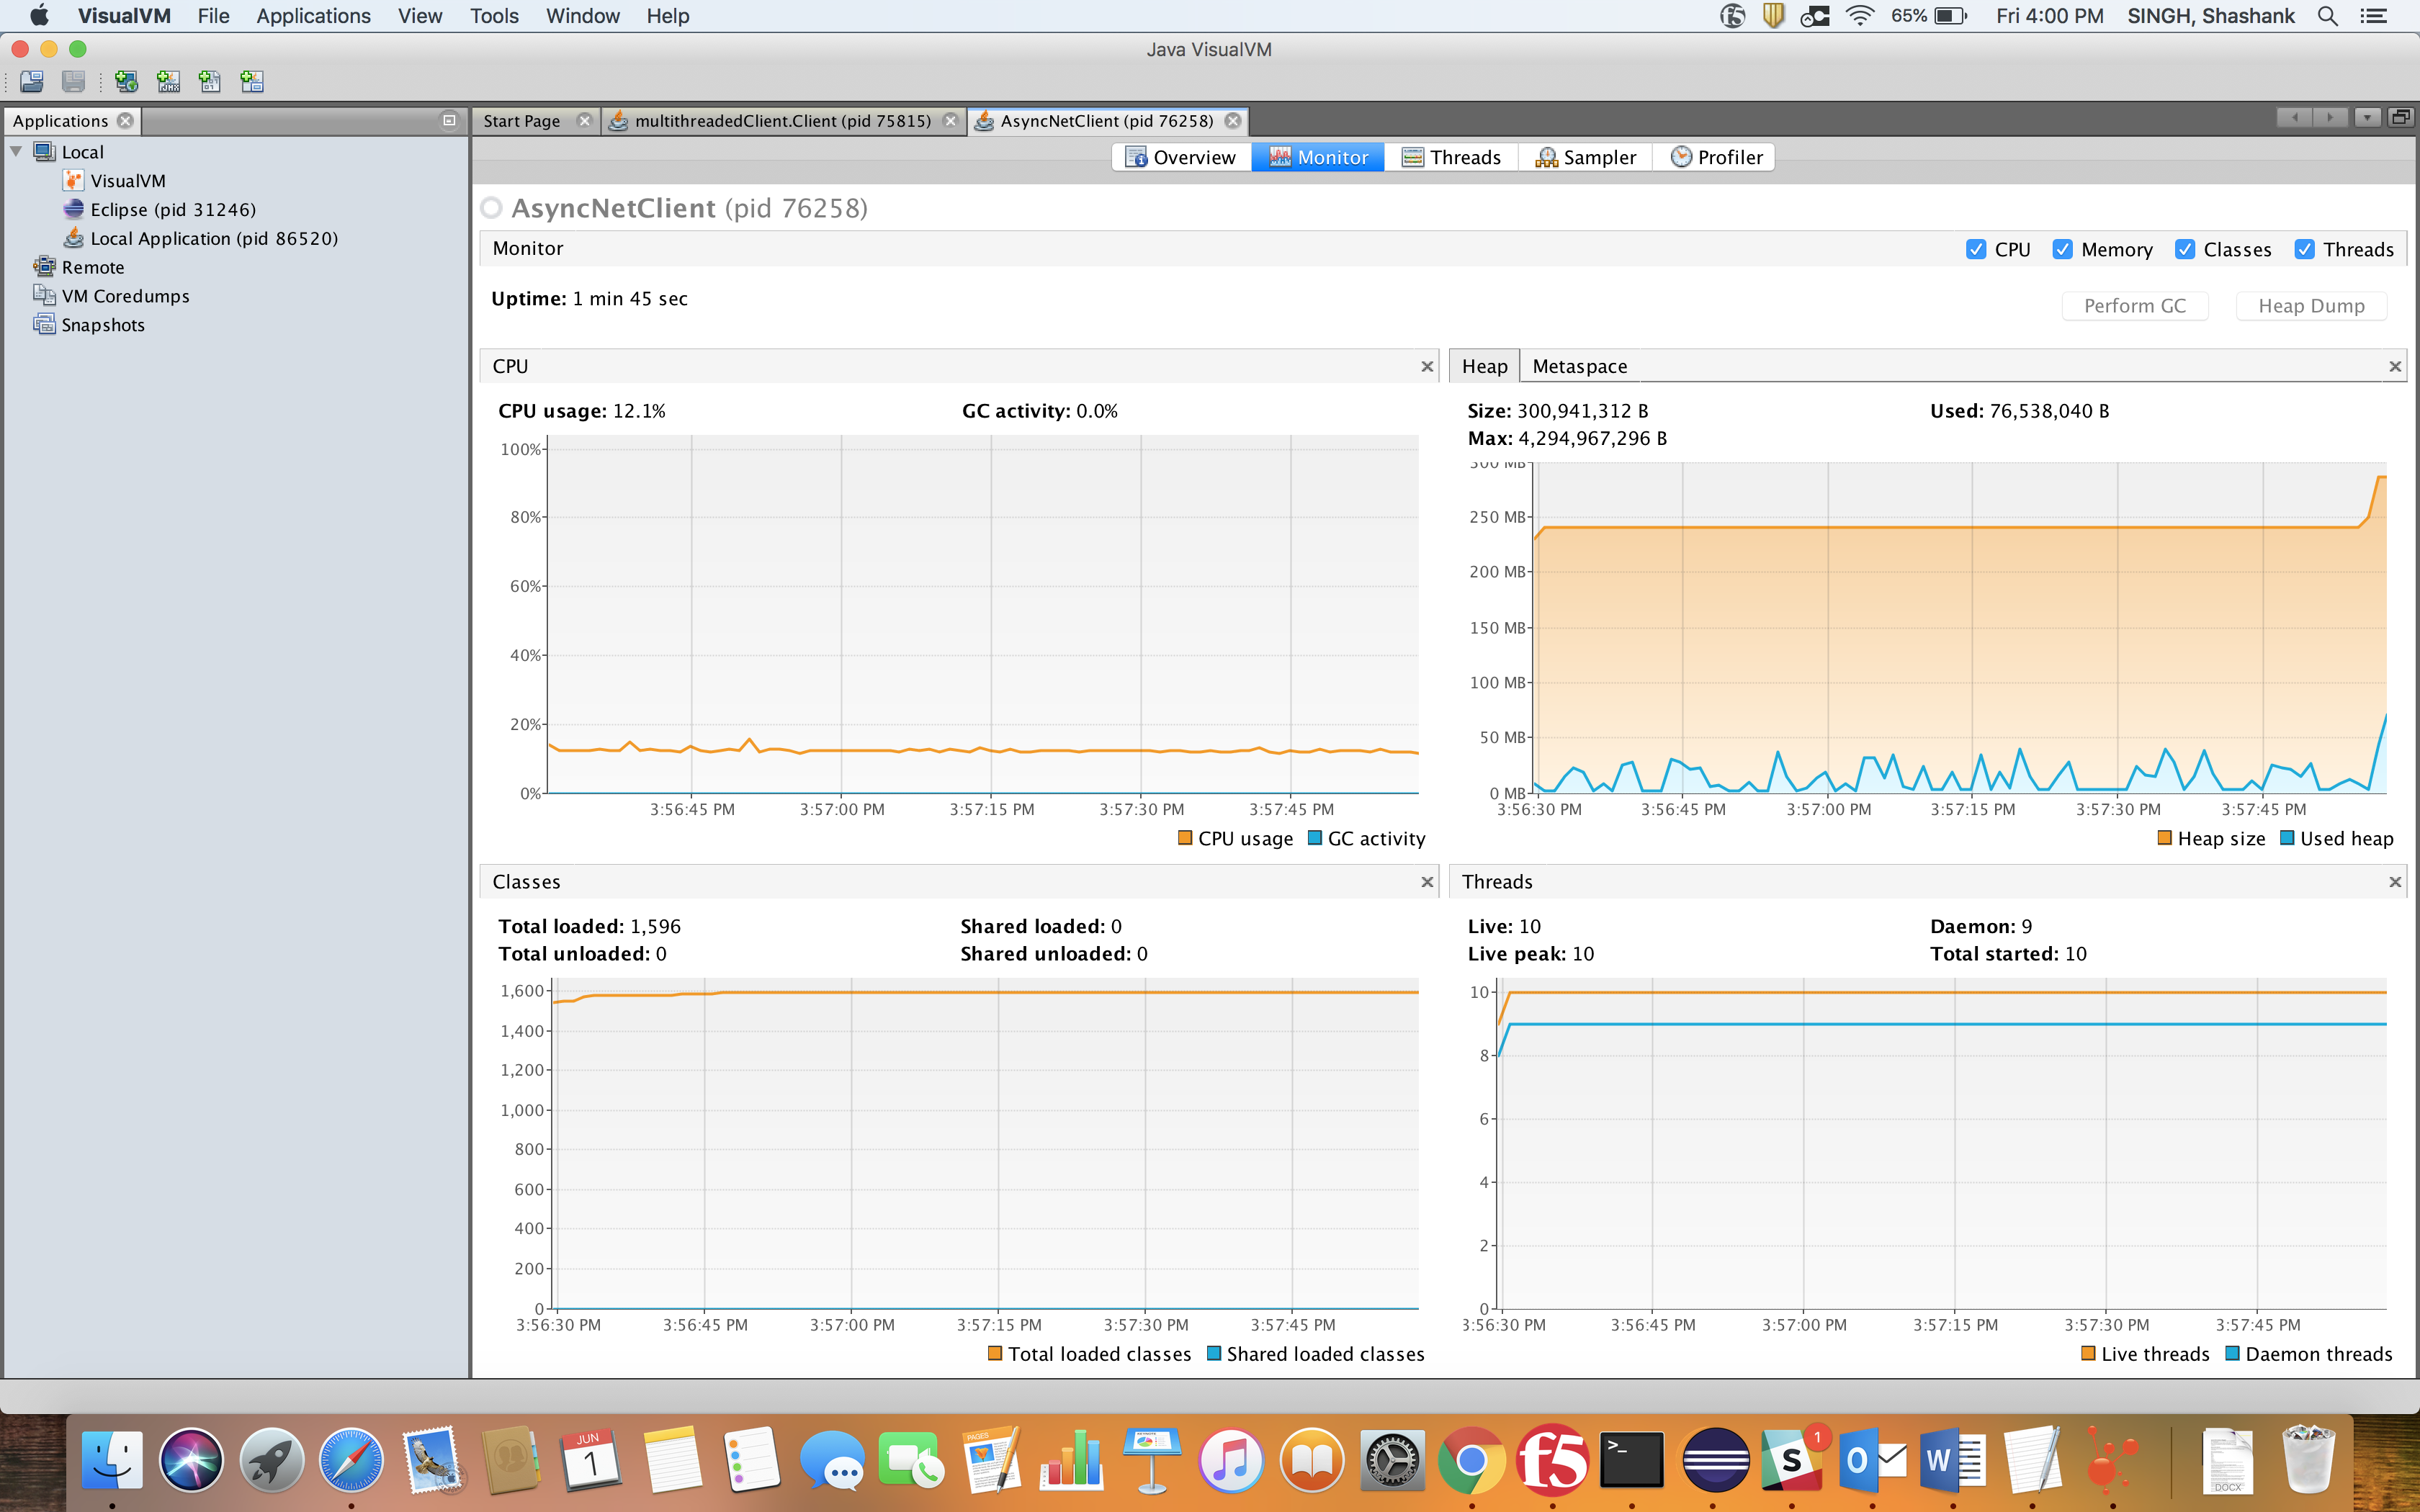 VisualVM File Applications View Tools Window Help
65% Fri 4:00 PM SINGH, Shashank
Java VisualVM
Applications
Local
VisualVM
Eclipse (pid 31246)
Local Application (pid 86520)
Remote
VM Coredumps
Snapshots
Start Page multithreadedClient.Client (pid 75815) AsyncNetClient (pid 76258)
Overview Monitor Threads Sampler Profiler
AsyncNetClient (pid 76258)
Monitor CPU Memory Classes Threads
Uptime: 1 min 45 sec
Perform GC Heap Dump
CPU
CPU usage: 12.1% GC activity: 0.0%
100%
80%
60%
40%
20%
0%
3:56:45 PM 3:57:00 PM 3:57:15 PM 3:57:30 PM 3:57:45 PM
CPU usage GC activity
Heap Metaspace
Size: 300,941,312 B Used: 76,538,040 B
Max: 4,294,967,296 B
300 MB
250 MB
200 MB
150 MB
100 MB
50 MB
0 MB
3:56:30 PM 3:56:45 PM 3:57:00 PM 3:57:15 PM 3:57:30 PM 3:57:45 PM
Heap size Used heap
Classes
Total loaded: 1,596 Shared loaded: 0
Total unloaded: 0 Shared unloaded: 0
1,600
1,400
1,200
1,000
800
600
400
200
0
3:56:30 PM 3:56:45 PM 3:57:00 PM 3:57:15 PM 3:57:30 PM 3:57:45 PM
Total loaded classes Shared loaded classes
Threads
Live: 10 Daemon: 9
Live peak: 10 Total started: 10
10
8
6
4
2
0
3:56:30 PM 3:56:45 PM 3:57:00 PM 3:57:15 PM 3:57:30 PM 3:57:45 PM
Live threads Daemon threads
JUN
1
PAGES
f5
>_
S
1
O
W
DOCX